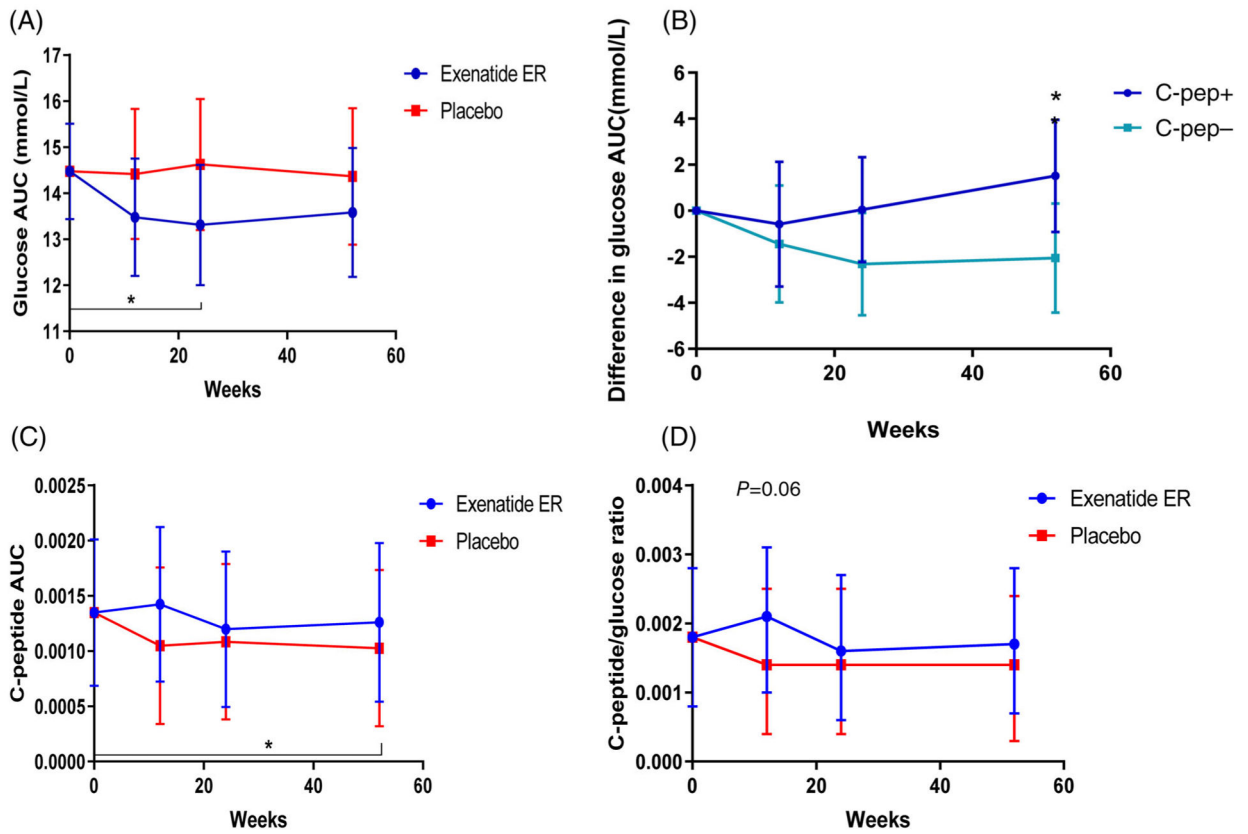 (A)
Glucose AUC (mmol/L)
17
16
15
14
13
12
11
*
0
20
40
60
Weeks
Exenatide ER
Placebo
(B)
Difference in glucose AUC(mmol/L)
6
4
2
0
-2
-4
-6
*
*
0
20
40
60
Weeks
C-pep+
C-pep–
(C)
C-peptide AUC
0.0025
0.0020
0.0015
0.0010
0.0005
0.0000
*
0
20
40
60
Weeks
Exenatide ER
Placebo
(D)
C-peptide/glucose ratio
0.004
0.003
0.002
0.001
0.000
P=0.06
0
20
40
60
Weeks
Exenatide ER
Placebo